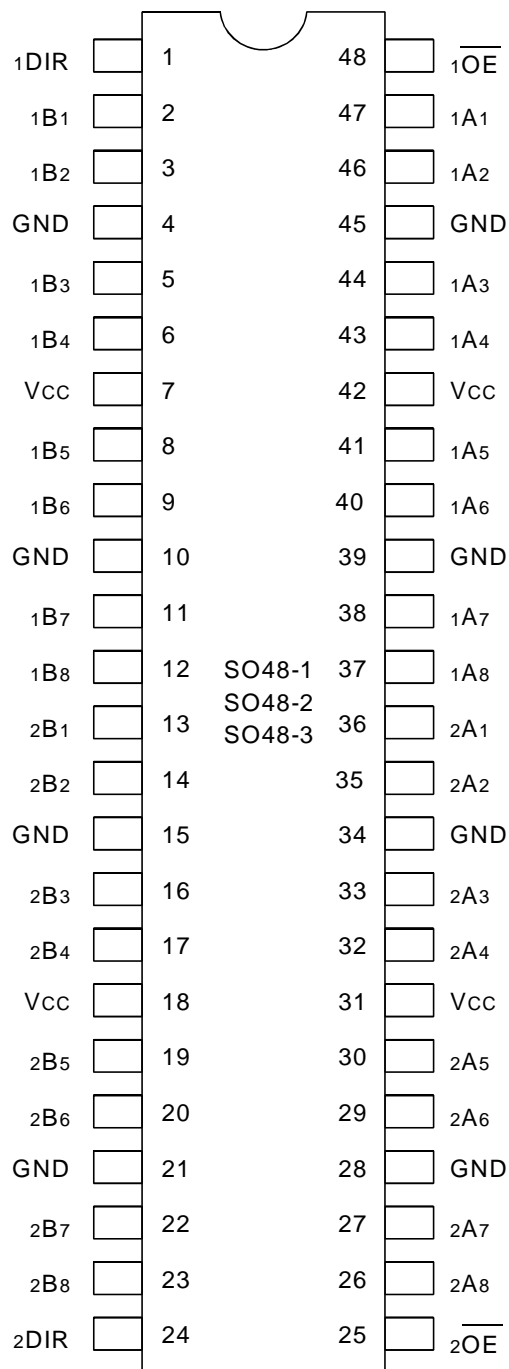 1DIR 1 48 1OE
1B1 2 47 1A1
1B2 3 46 1A2
GND 4 45 GND
1B3 5 44 1A3
1B4 6 43 1A4
VCC 7 42 VCC
1B5 8 41 1A5
1B6 9 40 1A6
GND 10 39 GND
1B7 11 38 1A7
1B8 12 SO48-1 37 1A8
SO48-2
2B1 13 SO48-3 36 2A1
2B2 14 35 2A2
GND 15 34 GND
2B3 16 33 2A3
2B4 17 32 2A4
VCC 18 31 VCC
2B5 19 30 2A5
2B6 20 29 2A6
GND 21 28 GND
2B7 22 27 2A7
2B8 23 26 2A8
2DIR 24 25 2OE